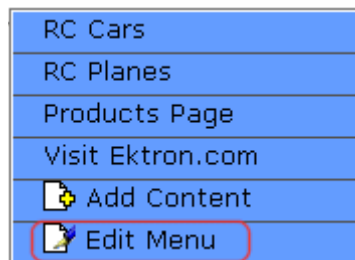 RC Cars
RC Planes
Products Page
Visit Ektron.com
Add Content
Edit Menu